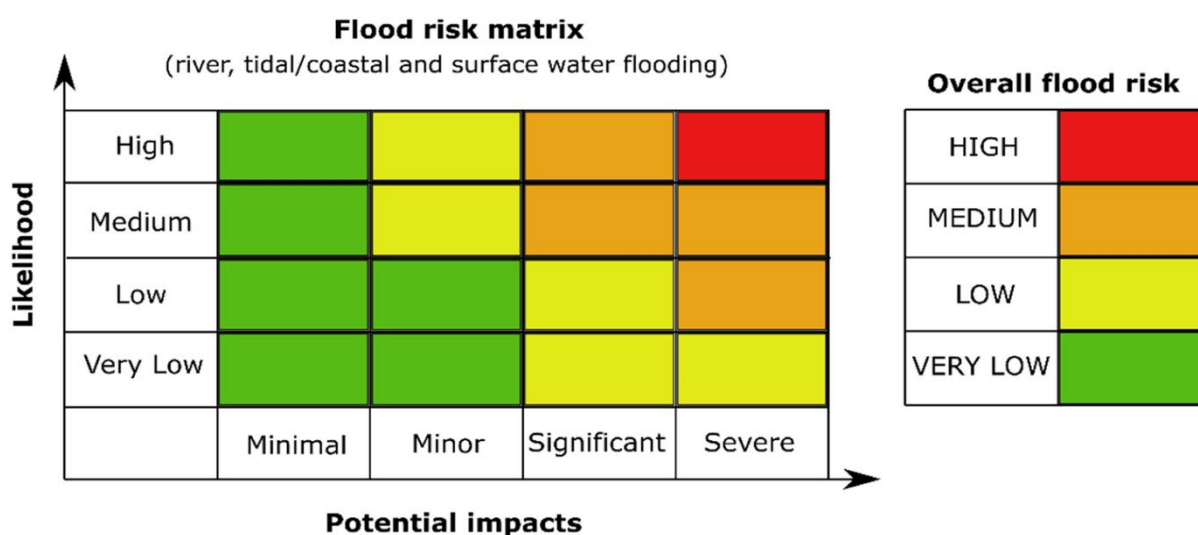 Flood risk matrix
(river, tidal/coastal and surface water flooding)
Likelihood
High
Medium
Low
Very Low
Minimal
Minor
Significant
Severe
Potential impacts
Overall flood risk
HIGH
MEDIUM
LOW
VERY LOW